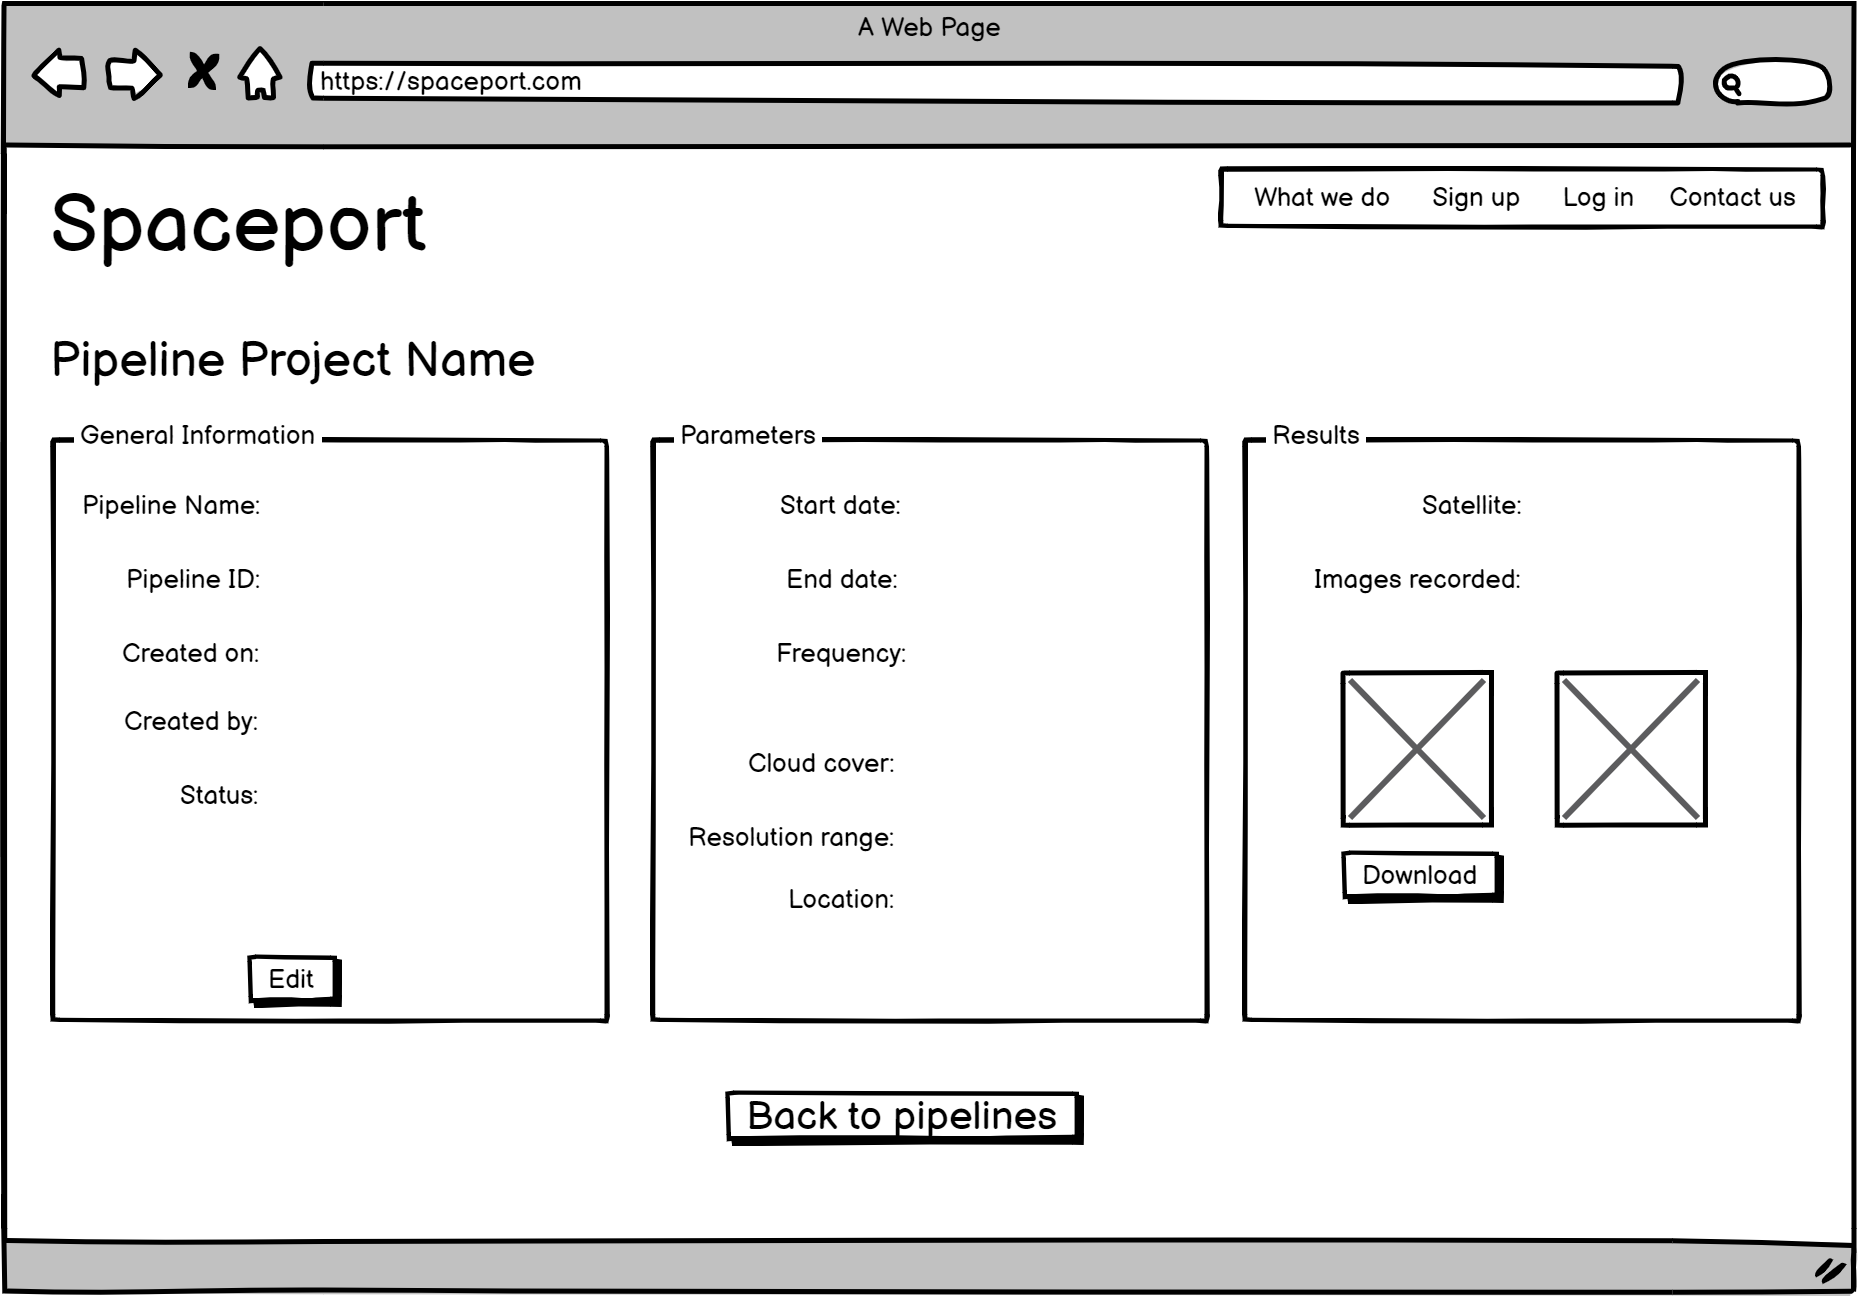 A Web Page
https://spaceport.com
What we do Sign up Log in Contact us
Spaceport
Pipeline Project Name
General Information
Pipeline Name:
Pipeline ID:
Created on:
Created by:
Status:
Edit
Parameters
Start date:
End date:
Frequency:
Cloud cover:
Resolution range:
Location:
Results
Satellite:
Images recorded:
Download
Back to pipelines